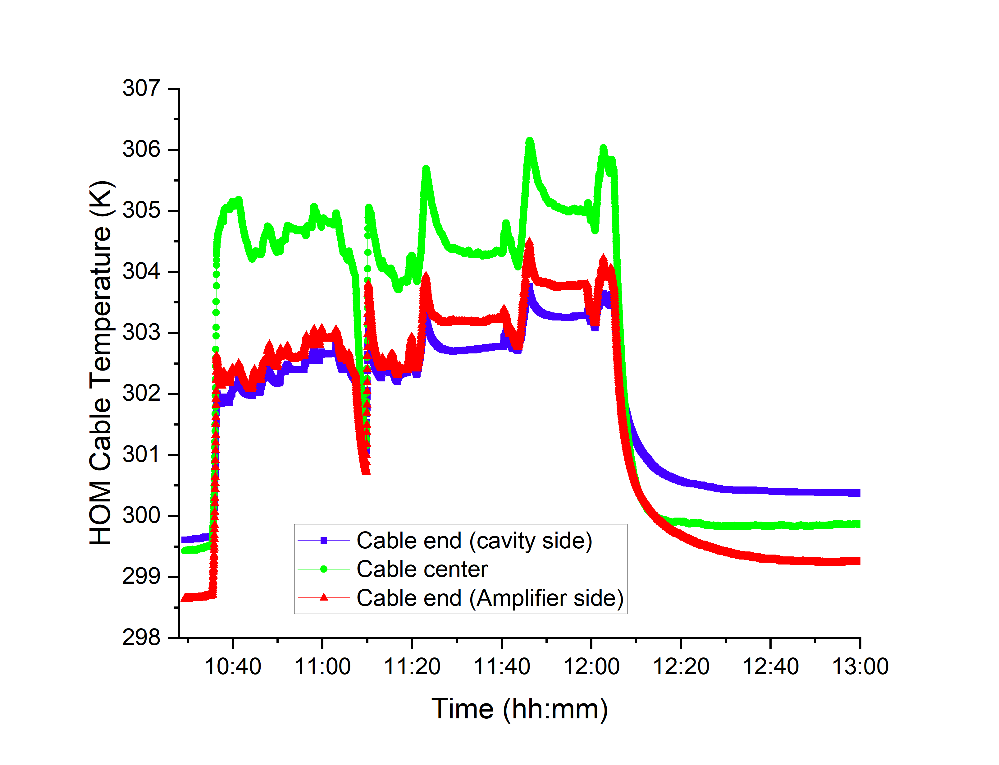 307
306
305
304
303
302
301
300
299
298
HOM Cable Temperature (K)
Cable end (cavity side)
Cable center
Cable end (Amplifier side)
10:40 11:00 11:20 11:40 12:00 12:20 12:40 13:00
Time (hh:mm)